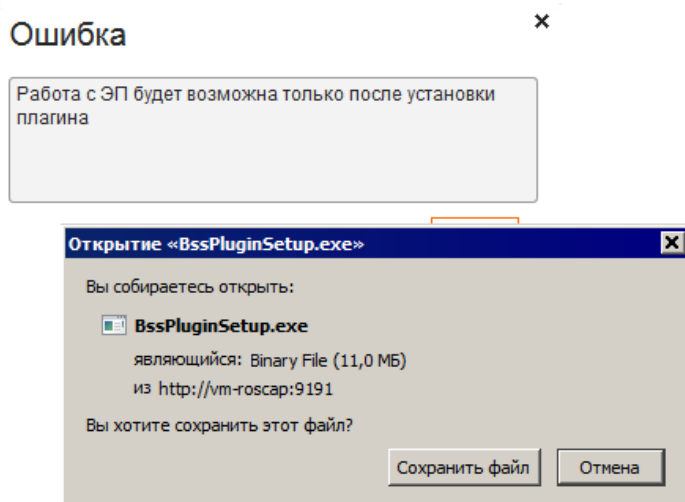 Ошибка
Работа с ЭП будет возможна только после установки
плагина
Открытие «BssPluginSetup.exe»
Вы собираетесь открыть:
BssPluginSetup.exe
являющийся: Binary File (11,0 МБ)
из http://vm-roscap:9191
Вы хотите сохранить этот файл?
Сохранить файл Отмена